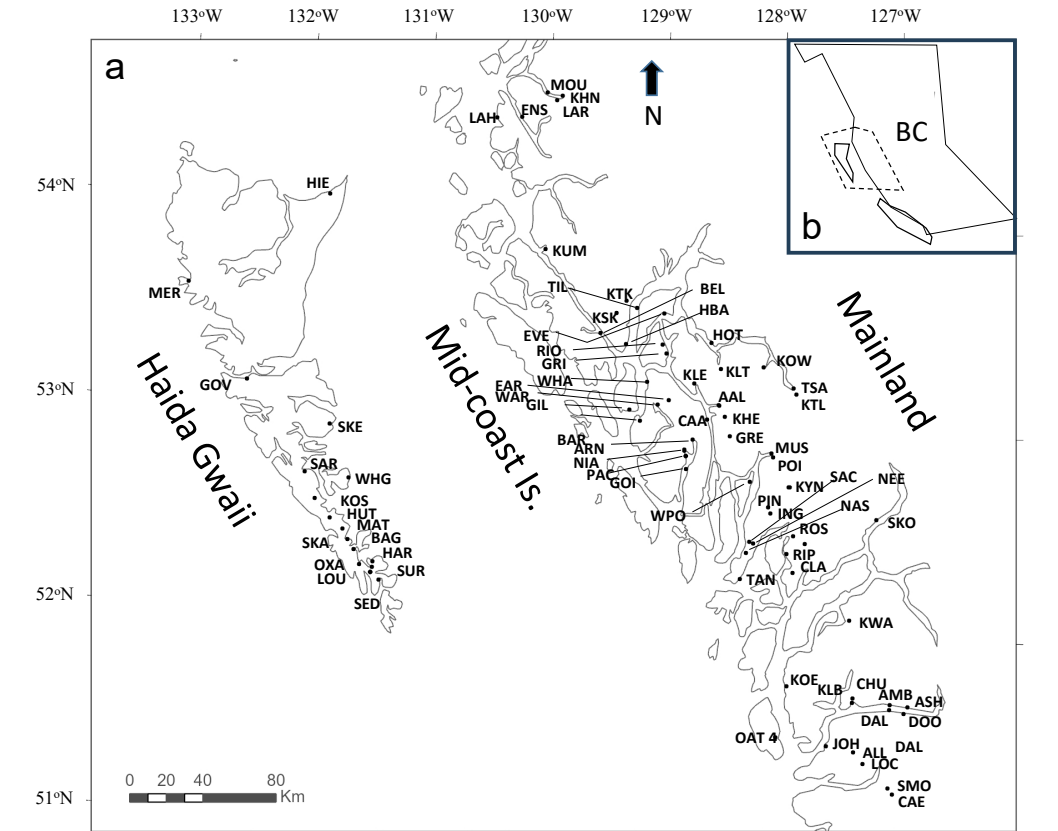 133°W 132°W 131°W 130°W 129°W 128°W 127°W
a
MOU
KHN
LAR
LAH
ENS
N
BC
b
54°N
HIE
KUM
MER
TIL
KTK
BEL
KSK
HBA
EVE
HOT
RIO
GRI
KOW
53°N
GOV
WHA
KLE
KLT
EAR
TSA
WAR
AAL
KTL
GIL
SKE
CAA
KHE
GRE
BAR
ARN
MUS
NIA
POI
SAR
PAC
GOI
WHG
SAC
NEE
KYN
KOS
PIN
NAS
HUT
WPO
ING
MAT
SKO
ROS
SKA
BAG
HAR
RIP
OXA
CLA
SUR
LOU
TAN
52°N
SED
KWA
Haida Gwaii
Mid-coast Is.
Mainland
KOE
CHU
KLB
AMB
ASH
DAL
DOO
OAT 4
JOH
DAL
ALL
LOC
SMO
CAE
0 20 40 80
Km
51°N